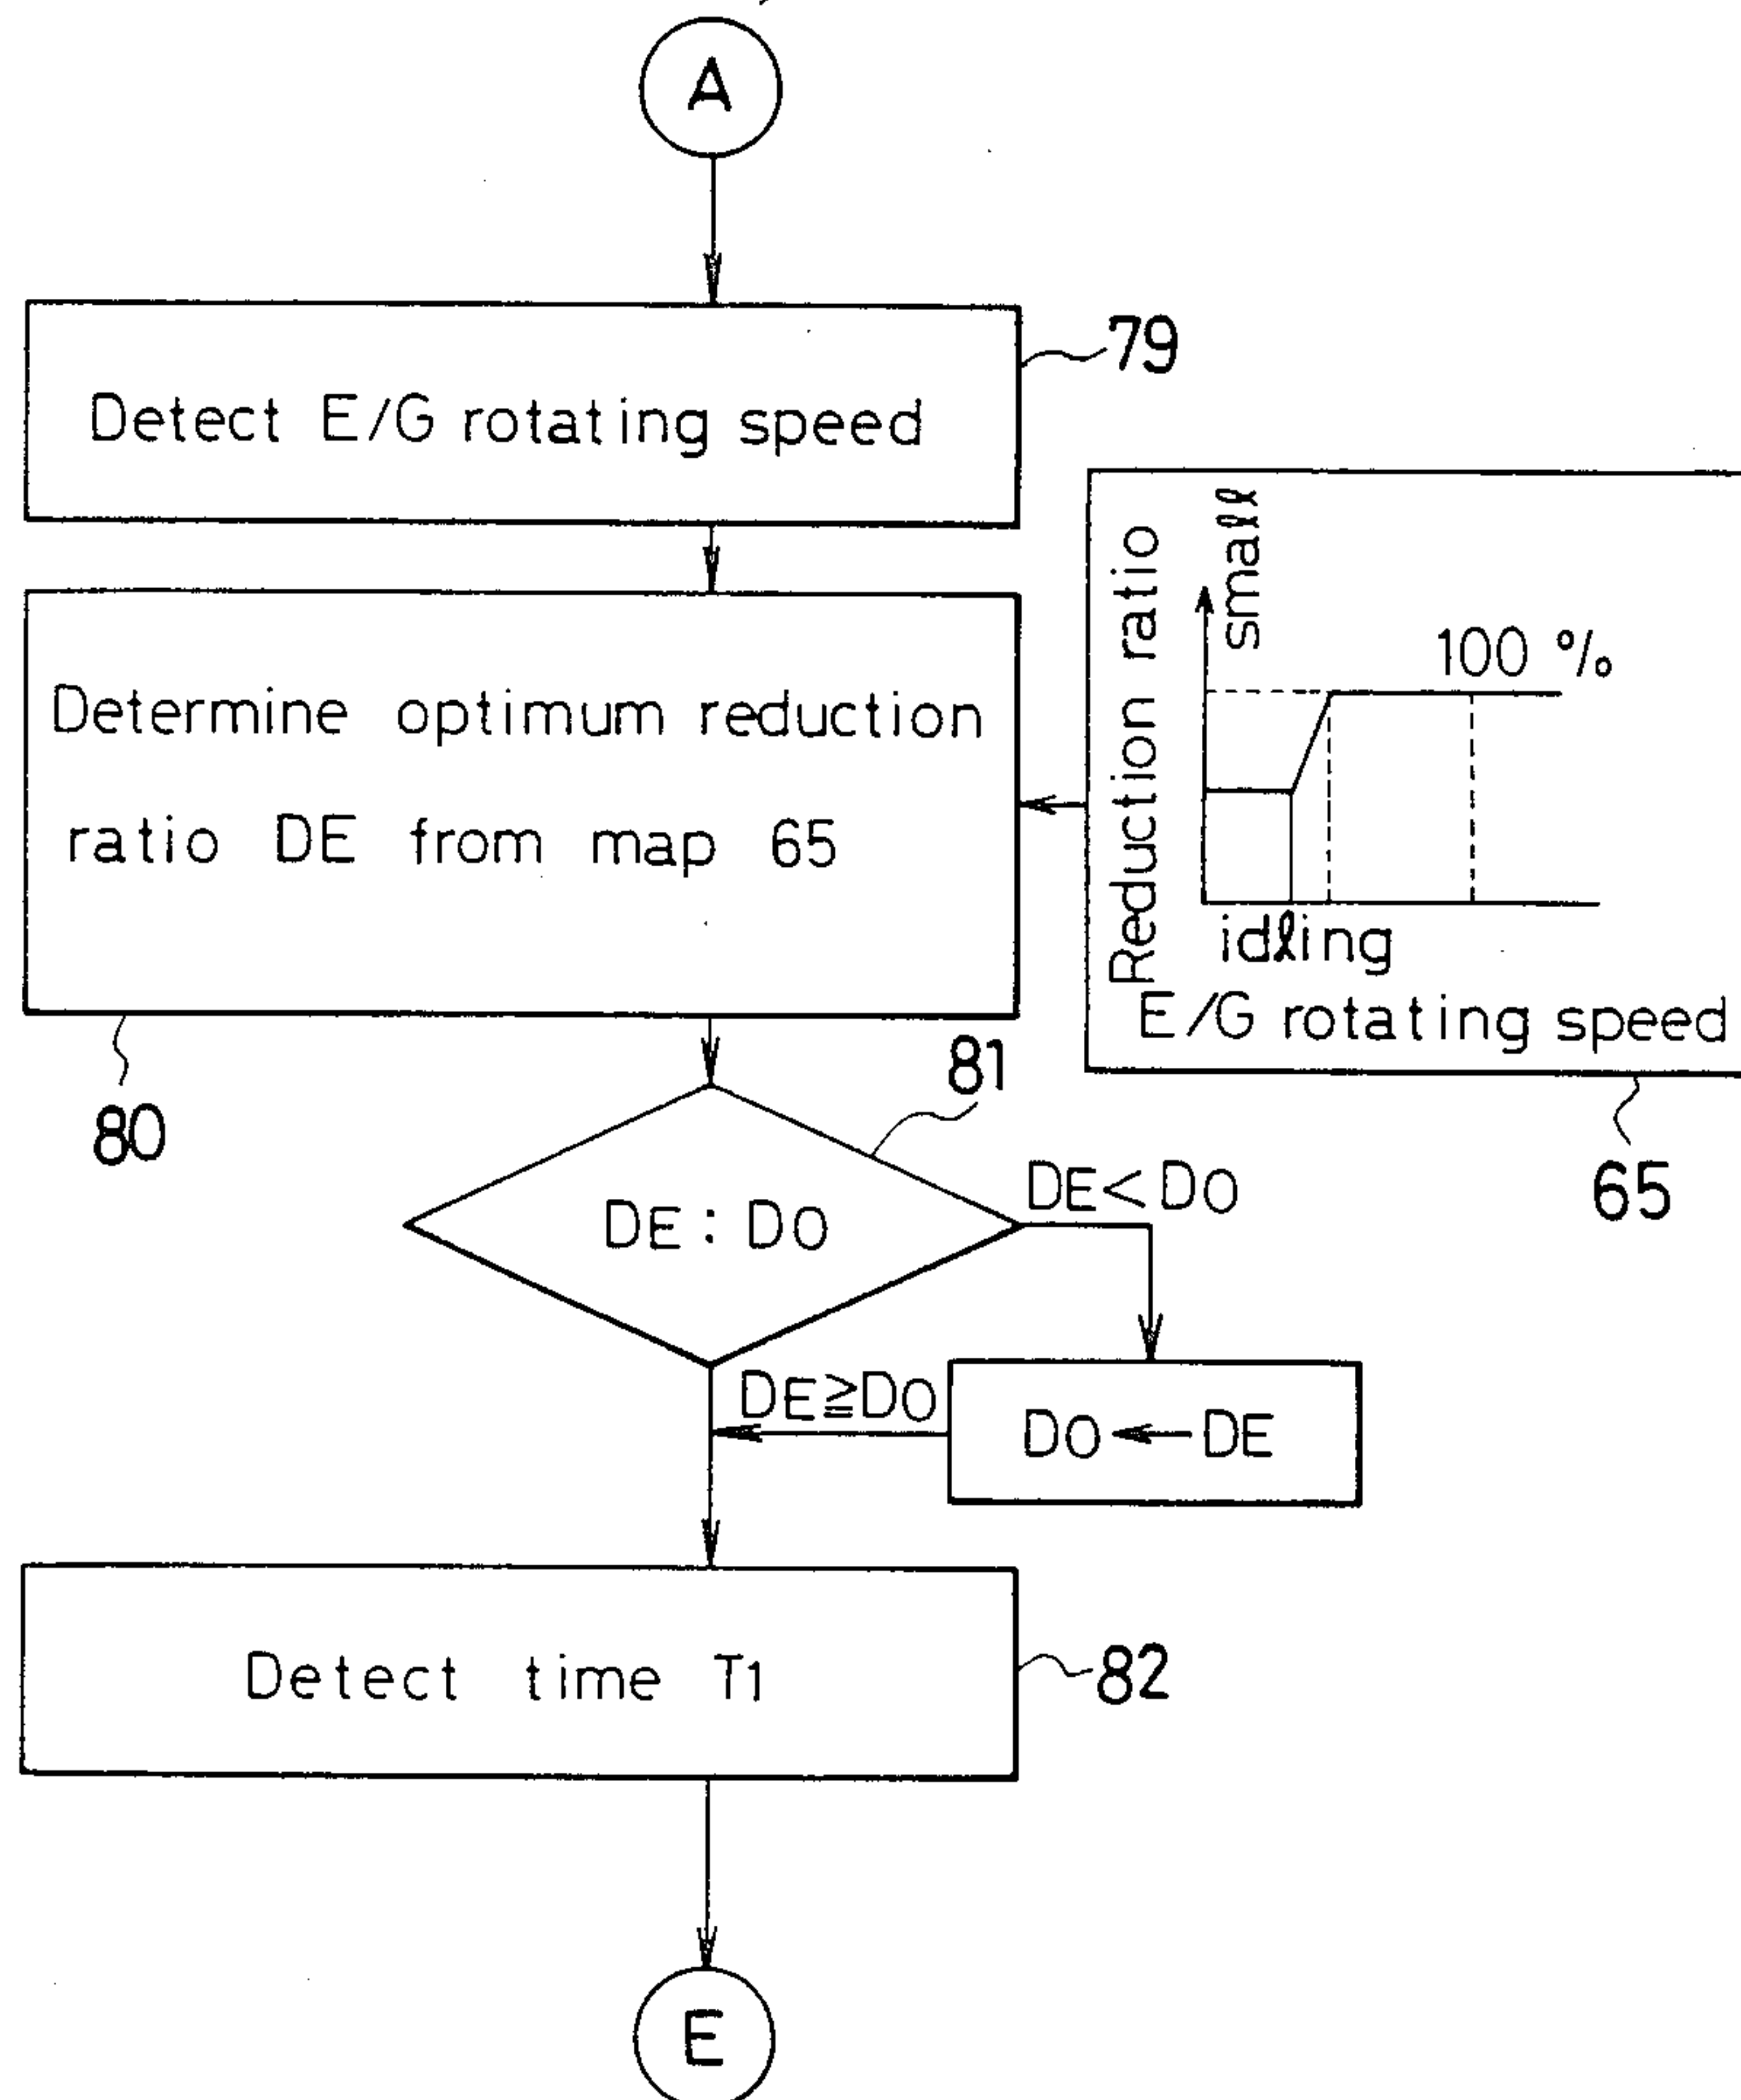 A
79
Detect E/G rotating speed
Reduction ratio
small
100 %
idling
E/G rotating speed
65
Determine optimum reduction
ratio DE from map 65
80
81
DE : DO
DE<DO
DE≧DO
DO←DE
Detect time T1
82
E